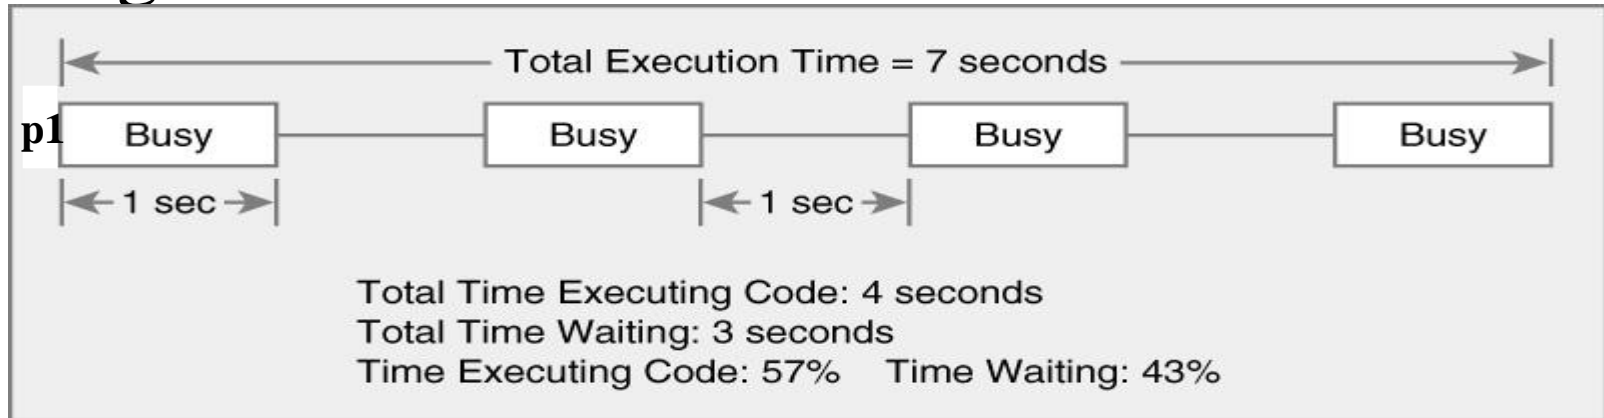 Total Execution Time = 7 seconds
p1 Busy Busy Busy Busy
1 sec 1 sec
Total Time Executing Code: 4 seconds
Total Time Waiting: 3 seconds
Time Executing Code: 57% Time Waiting: 43%